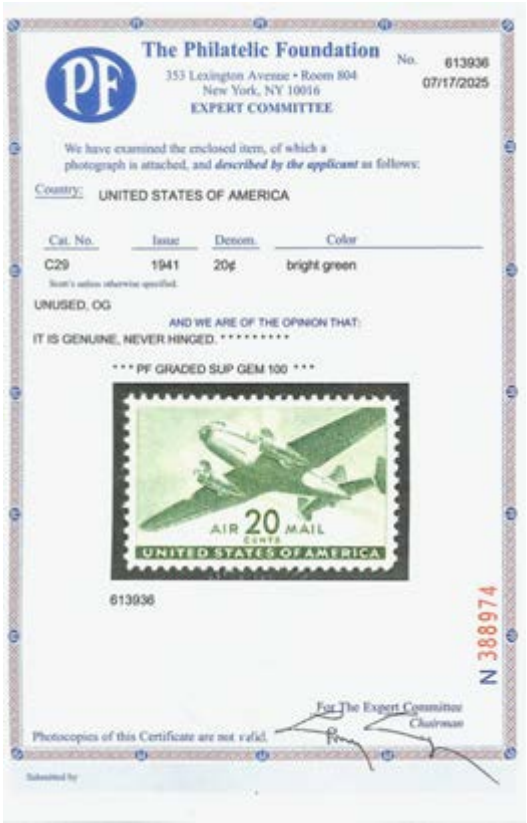 The Philatelic Foundation
PF
353 Lexington Avenue • Room 804
New York, NY 10016
EXPERT COMMITTEE
No. 613936
07/17/2025
We have examined the enclosed item, of which a
photograph is attached, and described by the applicant as follows:
Country: UNITED STATES OF AMERICA
Cat. No. Issue Denom. Color
C29 1941 20¢ bright green
Scott's unless otherwise specified.
UNUSED, OG
AND WE ARE OF THE OPINION THAT:
IT IS GENUINE, NEVER HINGED. * * * * * * * * *
* * * PF GRADED SUP GEM 100 * * *
AIR 20 MAIL
CENTS
UNITED STATES OF AMERICA
613936
N 388974
For The Expert Committee
Chairman
Photocopies of this Certificate are not valid.
Submitted by